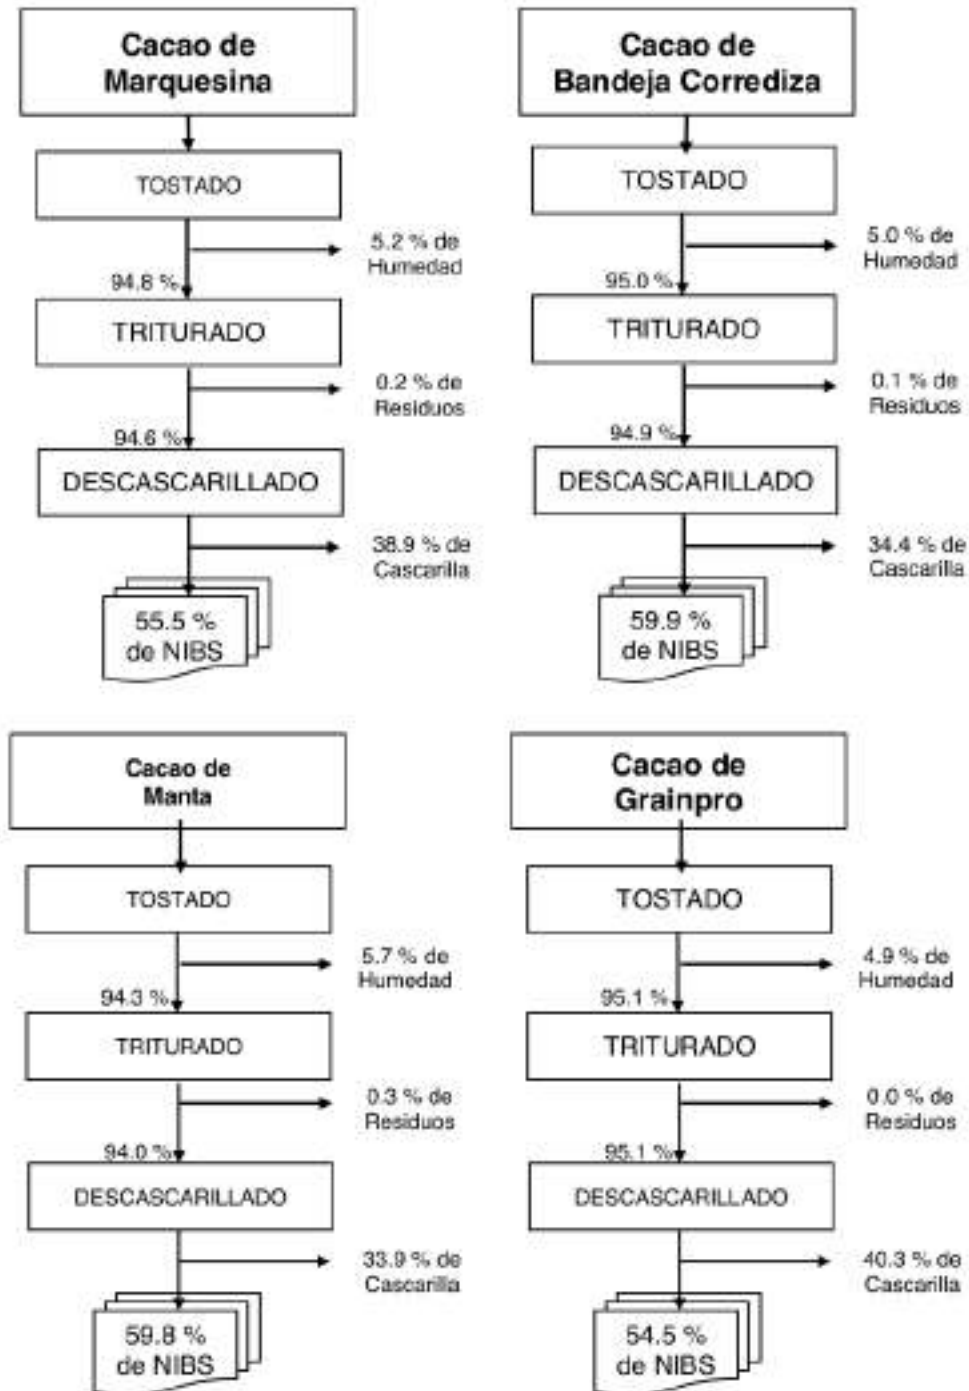 Cacao de
Marquesina
TOSTADO
5.2 % de
Humedad
94.8 %
TRITURADO
0.2 % de
Residuos
94.6 %
DESCASCARILLADO
38.9 % de
Cascarilla
55.5 %
de NIBS
Cacao de
Bandeja Corrediza
TOSTADO
5.0 % de
Humedad
95.0 %
TRITURADO
0.1 % de
Residuos
94.9 %
DESCASCARILLADO
34.4 % de
Cascarilla
59.9 %
de NIBS
Cacao de
Manta
TOSTADO
5.7 % de
Humedad
94.3 %
TRITURADO
0.3 % de
Residuos
94.0 %
DESCASCARILLADO
33.9 % de
Cascarilla
59.8 %
de NIBS
Cacao de
Grainpro
TOSTADO
4.9 % de
Humedad
95.1 %
TRITURADO
0.0 % de
Residuos
95.1 %
DESCASCARILLADO
40.3 % de
Cascarilla
54.5 %
de NIBS